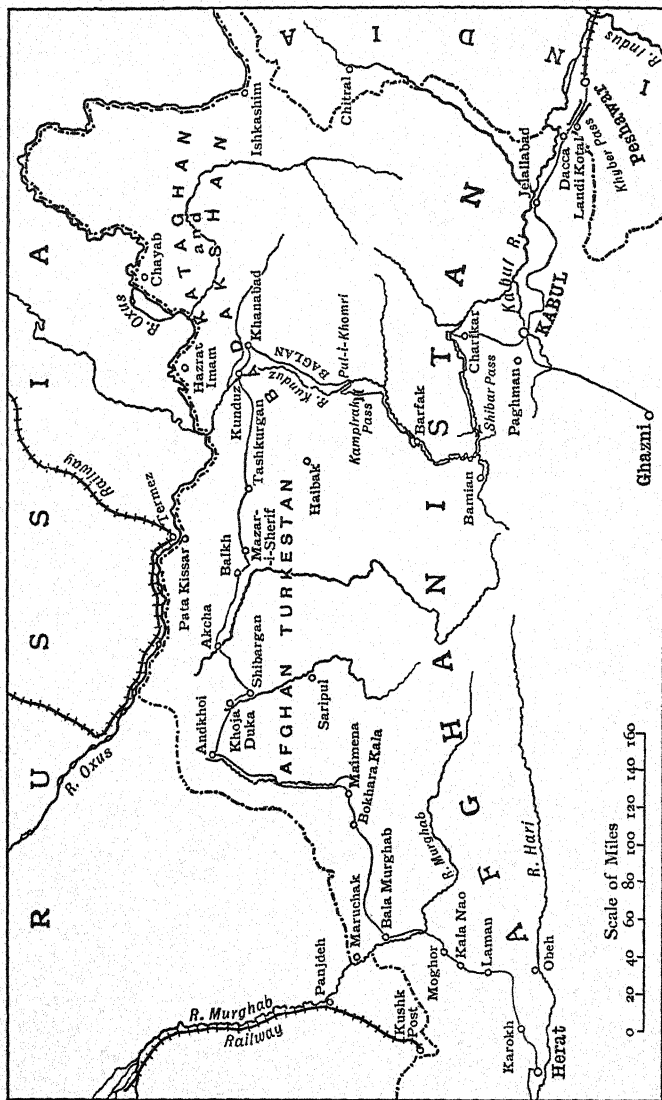 RUSSIA
INDIA
AFGHANISTAN
AFGHAN TURKESTAN
KATAGHAN
and
BADAKSHAN
R. Oxus
Railway
Termez
Pata Kissar
R. Oxus
Chayab
Hazrat
Imam
Ishkashim
Chitral
R. Murghab
Railway
Panjdeh
Maruchak
Kushk
Post
Bala Murghab
Bokhara Kala
Maimena
Andkhoi
Khoja
Duka
Shibargan
Saripul
Akcha
Balkh
Mazar-
i-Sherif
Tashkurgan
Haibak
Kunduz
Khanabad
BAGLAN
R. Kunduz
Pul-i-Khomri
Kampirali
Pass
Barfak
Shibar Pass
Bamian
Charikar
Paghman
KABUL
Kabul R.
Ghazni
Jelallabad
Dacca
Landi Kotal
Khyber Pass
Peshawar
R. Indus
Moghor
Kala Nao
Laman
R. Murghab
R. Hari
Obeh
Karokh
Herat
Scale of Miles
0 20 40 60 80 100 120 140 160